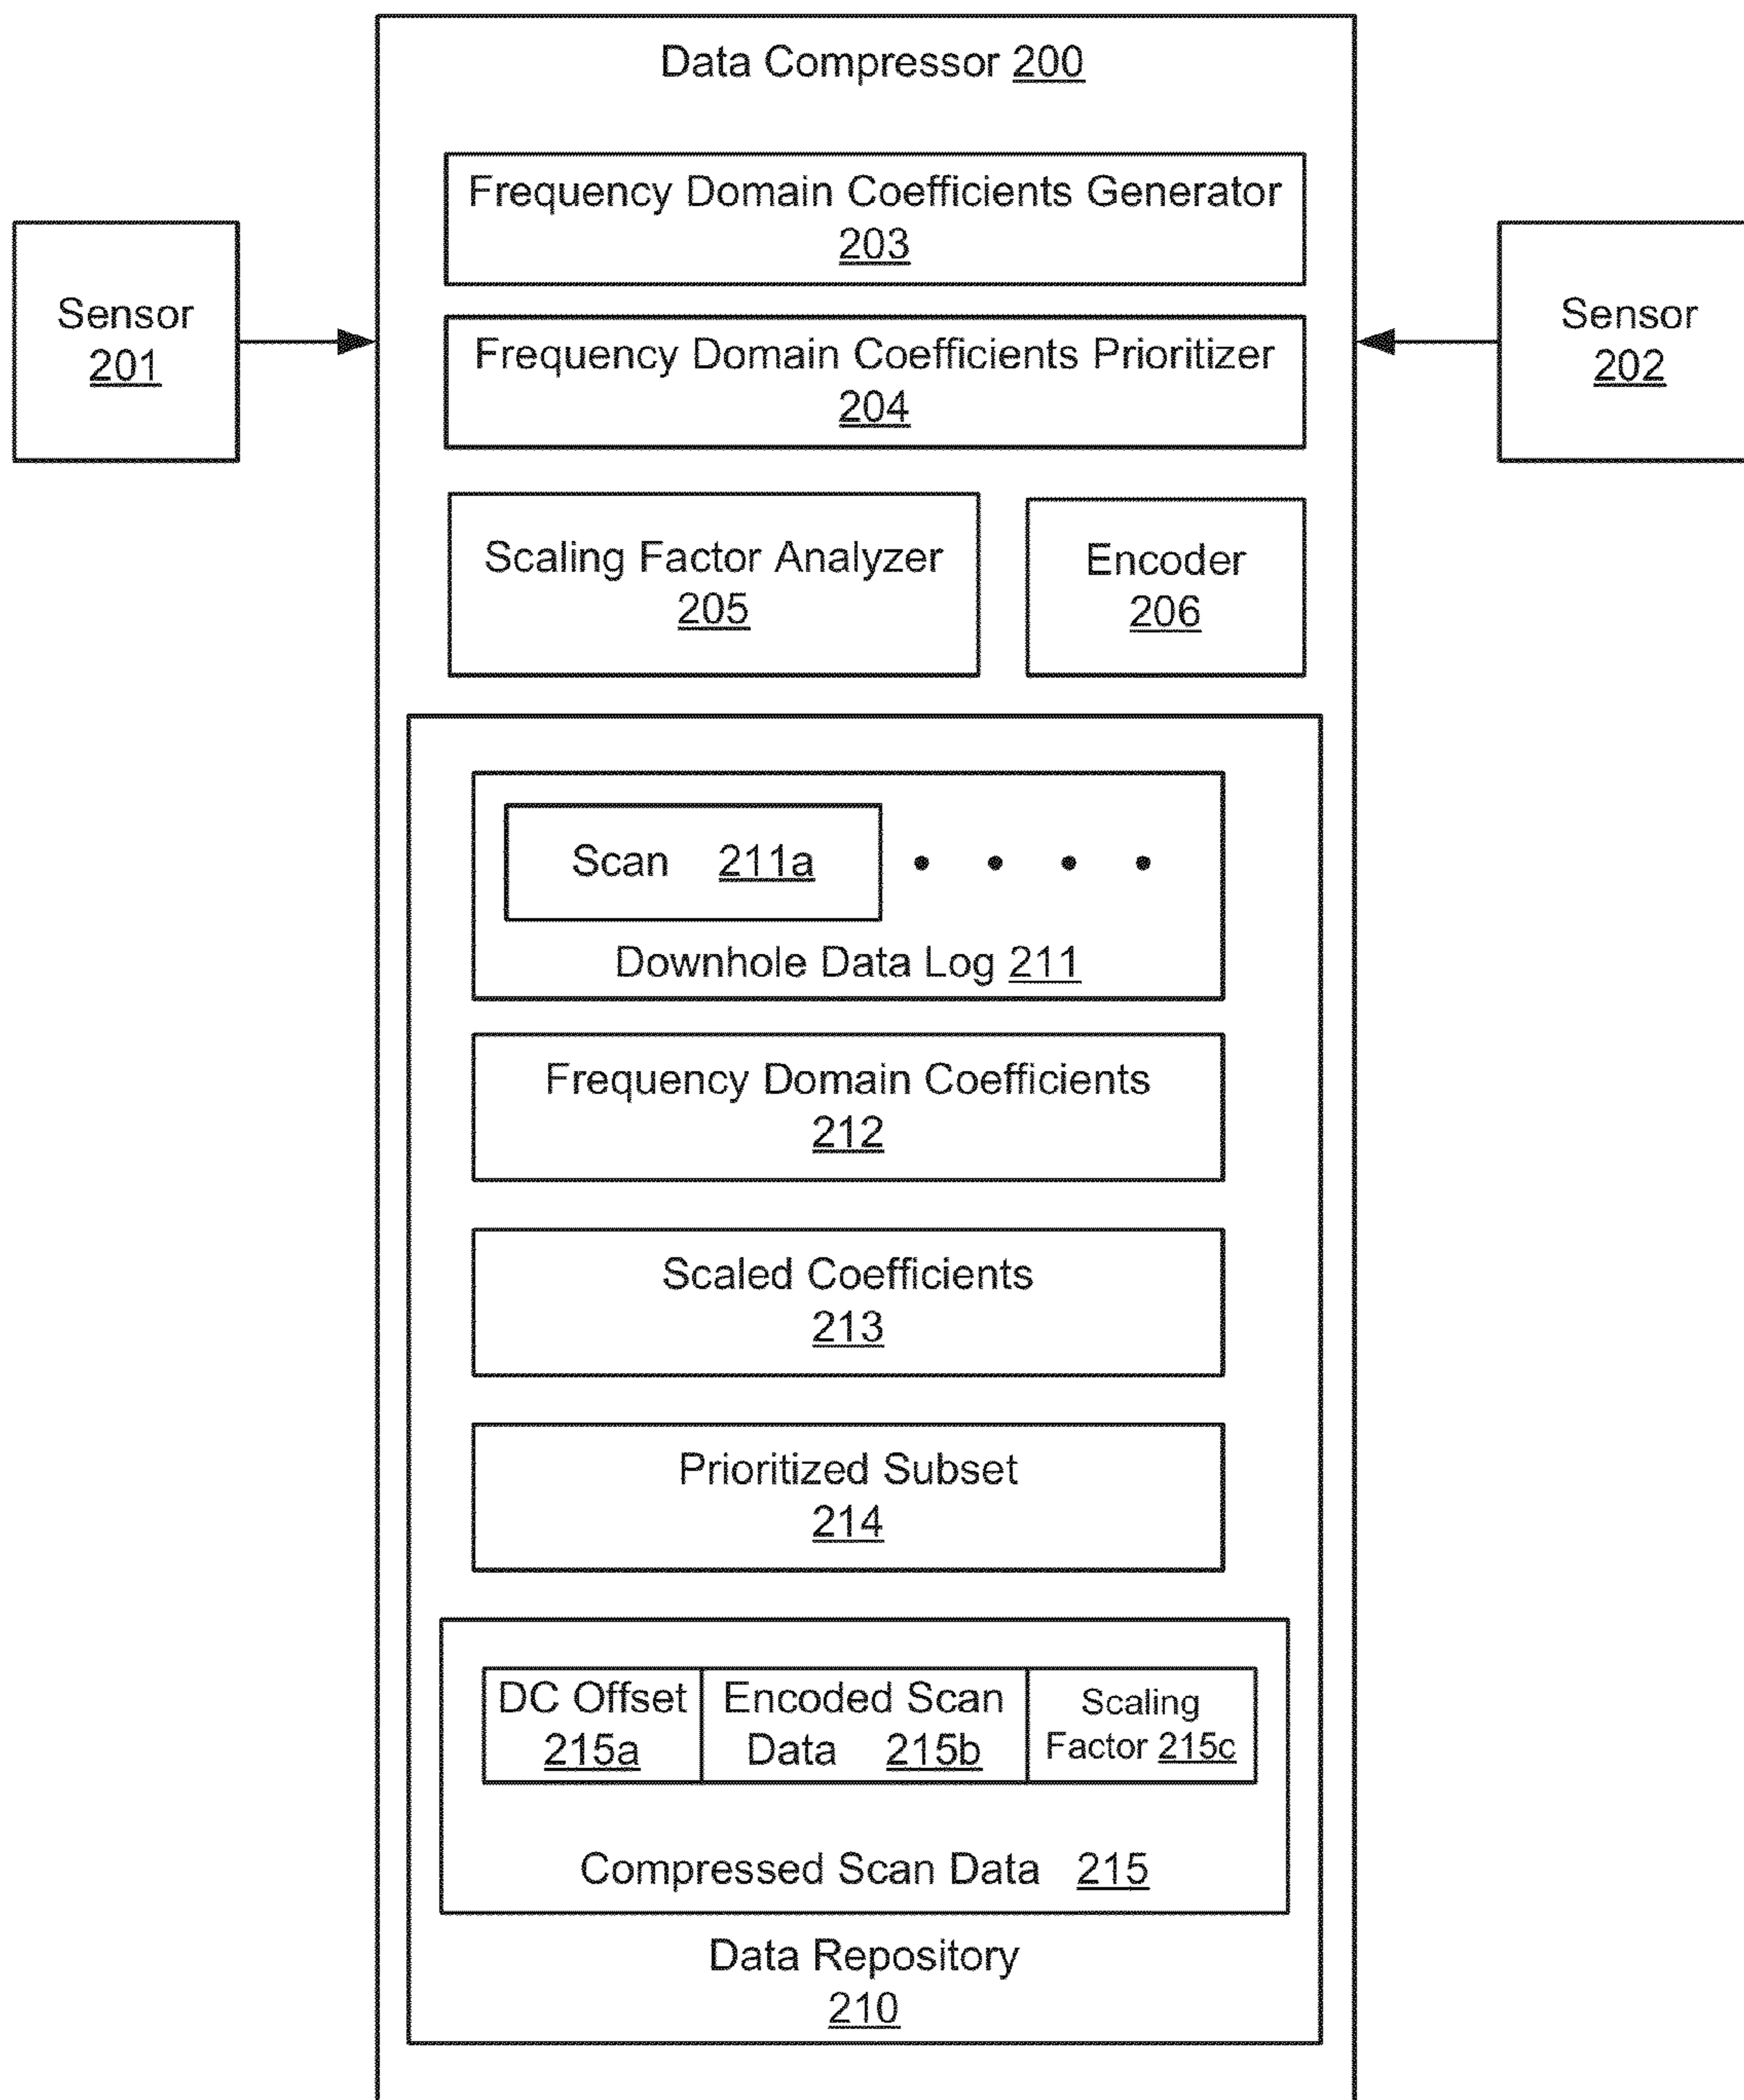 Data Compressor 200
Frequency Domain Coefficients Generator
203
Sensor
201
Frequency Domain Coefficients Prioritizer
204
Sensor
202
Scaling Factor Analyzer
205
Encoder
206
Scan 211a
Downhole Data Log 211
Frequency Domain Coefficients
212
Scaled Coefficients
213
Prioritized Subset
214
DC Offset
215a
Encoded Scan
Data 215b
Scaling
Factor 215c
Compressed Scan Data 215
Data Repository
210